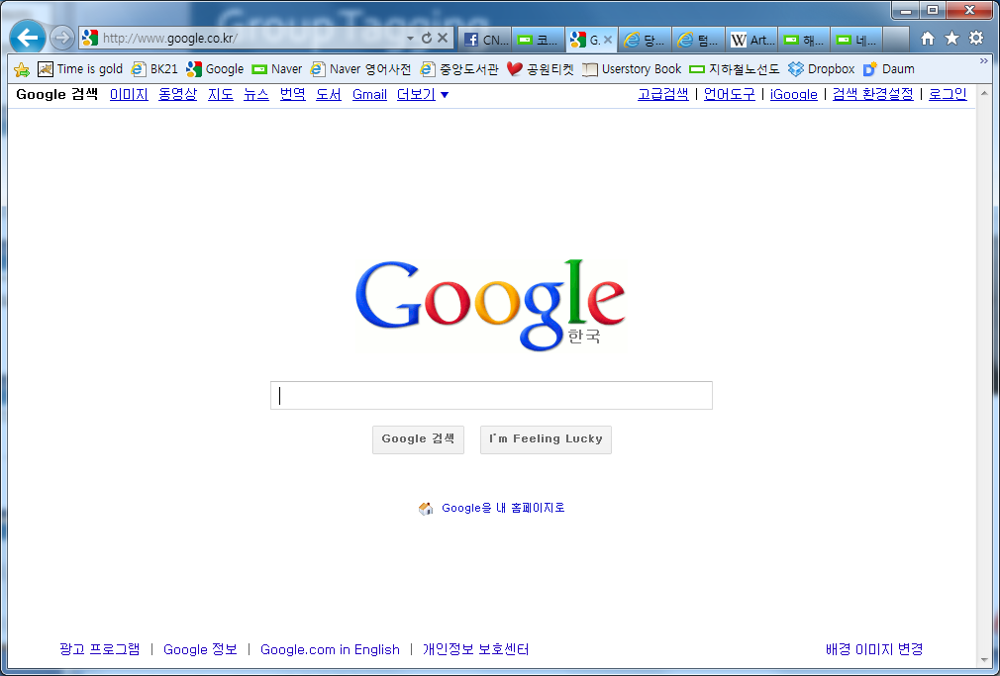 Group Tagging
http://www.google.co.kr/ CN... 코... G. 당... 텀... Art... 해... 네...
Time is gold BK21 Google Naver Naver 영어사전 중앙도서관 공원티켓 Userstory Book 지하철노선도 Dropbox Daum »
Google 검색 이미지 동영상 지도 뉴스 번역 도서 Gmail 더보기 ▼ 고급검색 | 언어도구 | iGoogle | 검색 환경설정 | 로그인
Google
한국
Google 검색 I'm Feeling Lucky
Google을 내 홈페이지로
광고 프로그램 | Google 정보 | Google.com in English | 개인정보 보호센터 배경 이미지 변경